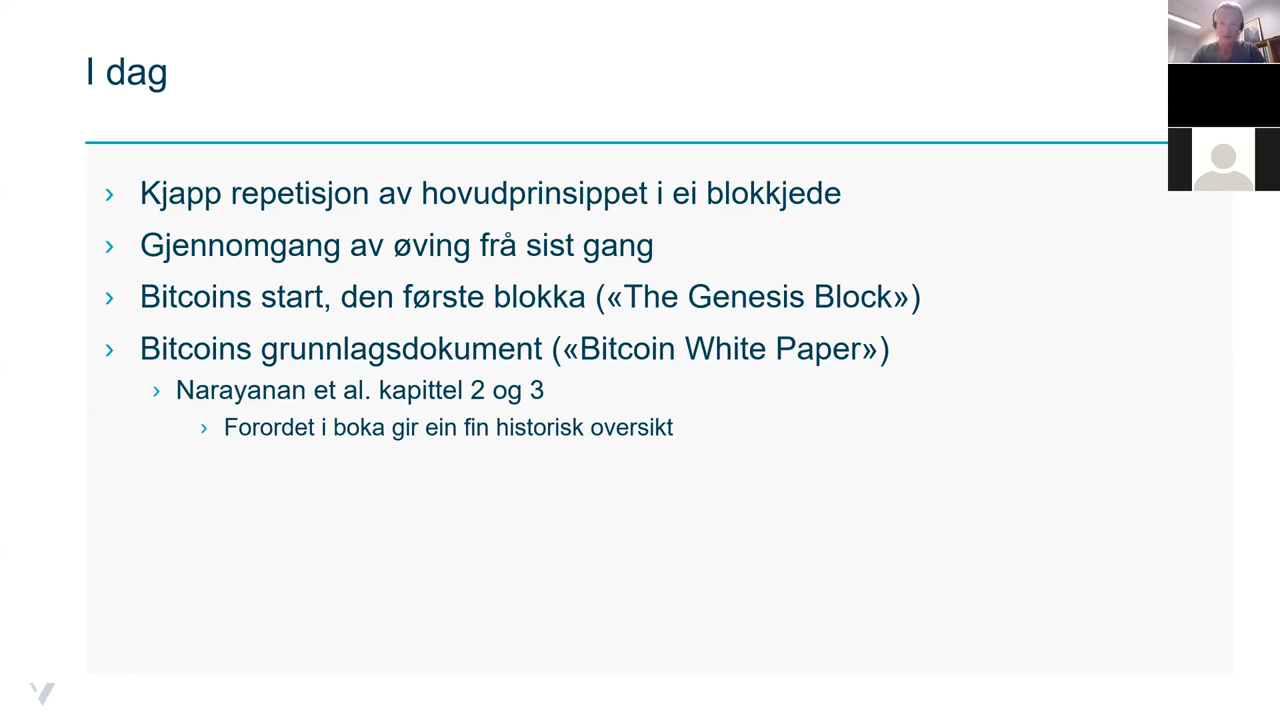 I dag
Kjapp repetisjon av hovudprinsippet i ei blokkjede
Gjennomgang av øving frå sist gang
Bitcoins start, den første blokka («The Genesis Block»)
Bitcoins grunnlagsdokument («Bitcoin White Paper»)
Narayanan et al. kapittel 2 og 3
Forordet i boka gir ein fin historisk oversikt